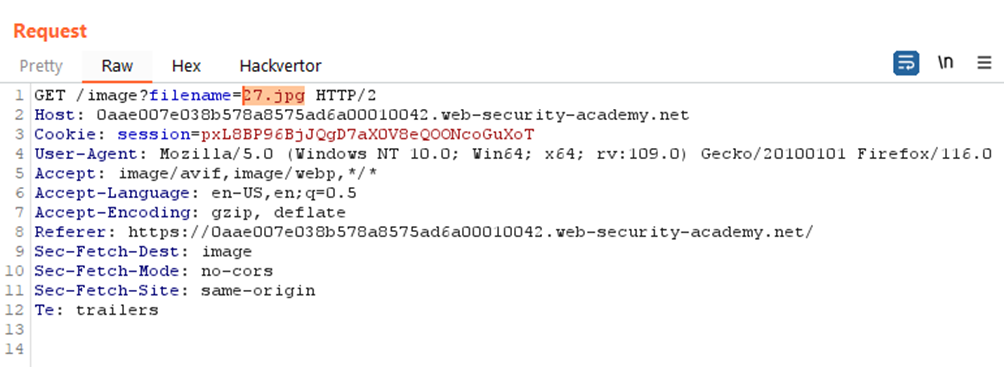 Request
Pretty Raw Hex Hackvertor \n
1 GET /image?filename=27.jpg HTTP/2
2 Host: 0aae007e038b578a8575ad6a00010042.web-security-academy.net
3 Cookie: session=pxL8BP96BjJQgD7aX0V8eQOONcoGuXoT
4 User-Agent: Mozilla/5.0 (Windows NT 10.0; Win64; x64; rv:109.0) Gecko/20100101 Firefox/116.0
5 Accept: image/avif,image/webp,*/*
6 Accept-Language: en-US,en;q=0.5
7 Accept-Encoding: gzip, deflate
8 Referer: https://0aae007e038b578a8575ad6a00010042.web-security-academy.net/
9 Sec-Fetch-Dest: image
10 Sec-Fetch-Mode: no-cors
11 Sec-Fetch-Site: same-origin
12 Te: trailers
13
14